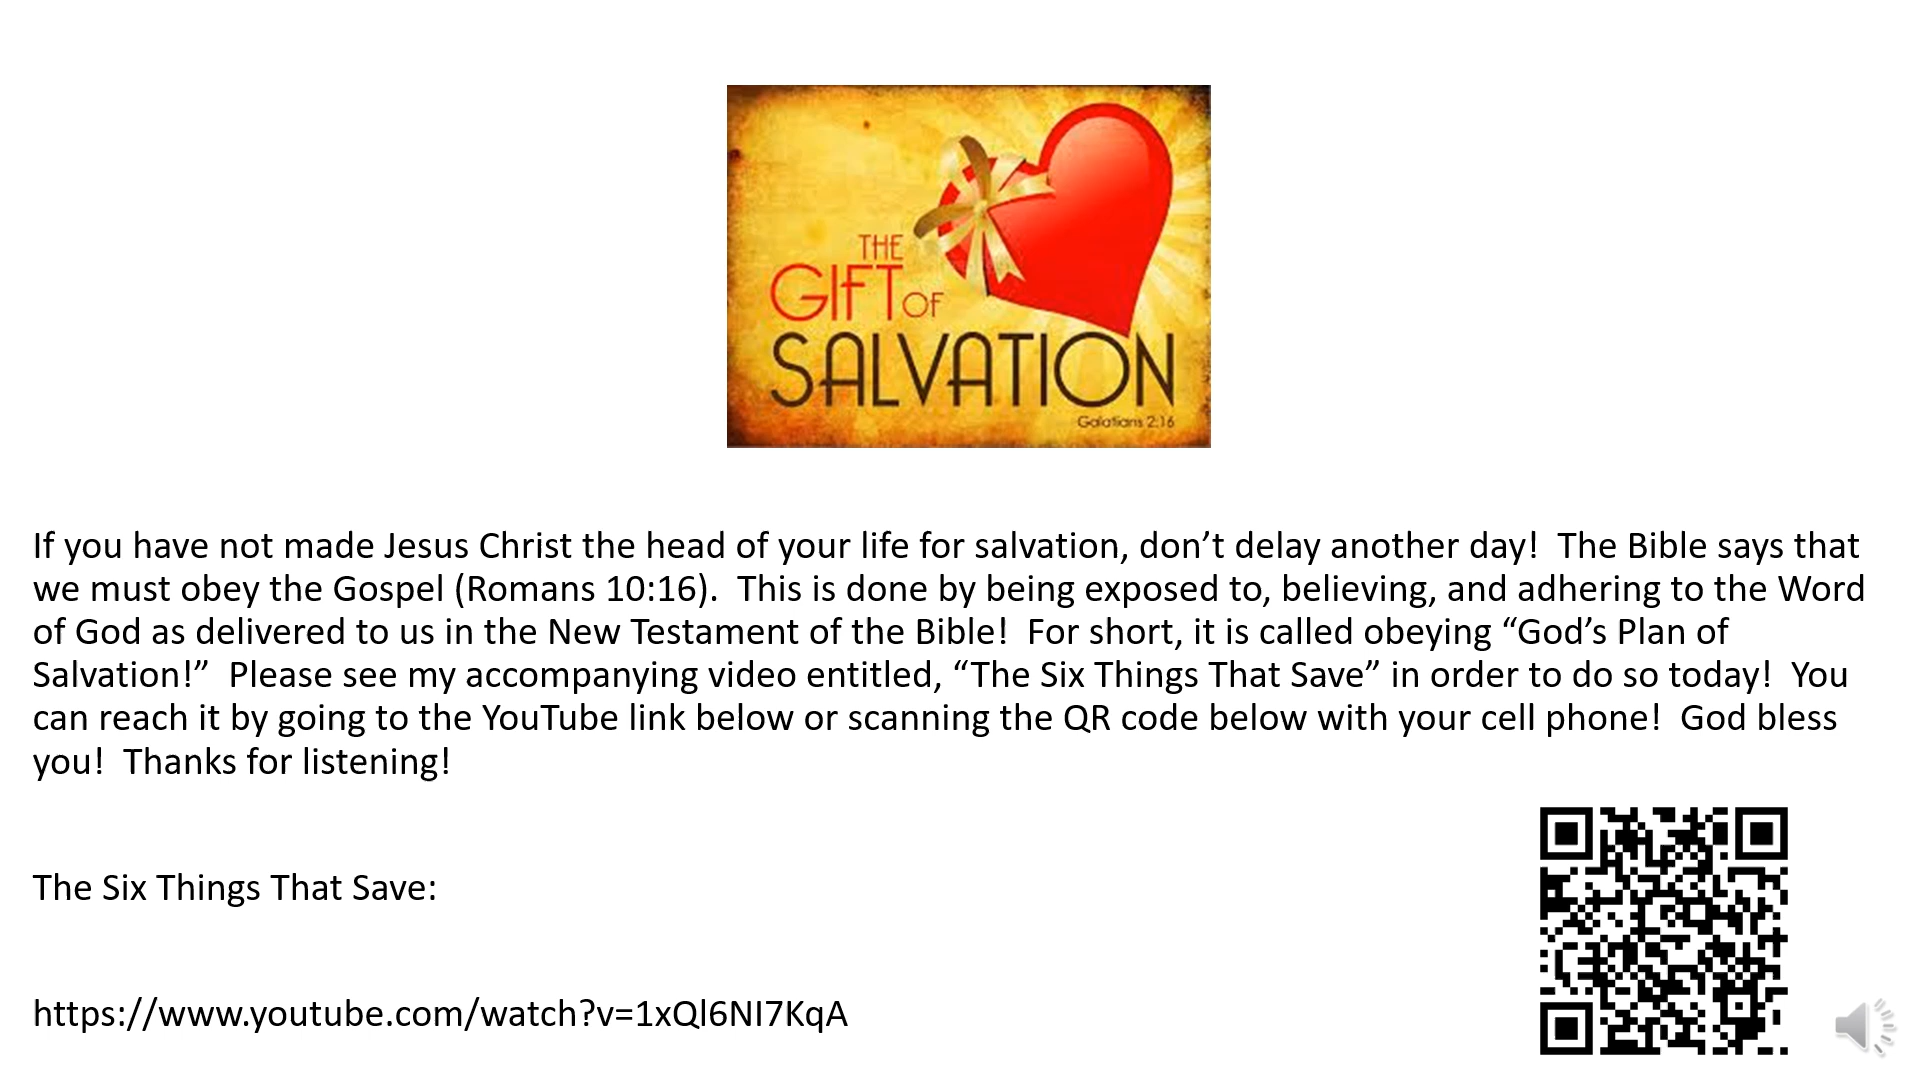 THE
GIFT OF
SALVATION
Galatians 2:16
If you have not made Jesus Christ the head of your life for salvation, don’t delay another day!  The Bible says that
we must obey the Gospel (Romans 10:16).  This is done by being exposed to, believing, and adhering to the Word
of God as delivered to us in the New Testament of the Bible!  For short, it is called obeying “God’s Plan of
Salvation!”  Please see my accompanying video entitled, “The Six Things That Save” in order to do so today!  You
can reach it by going to the YouTube link below or scanning the QR code below with your cell phone!  God bless
you!  Thanks for listening!
The Six Things That Save:
https://www.youtube.com/watch?v=1xQl6NI7KqA